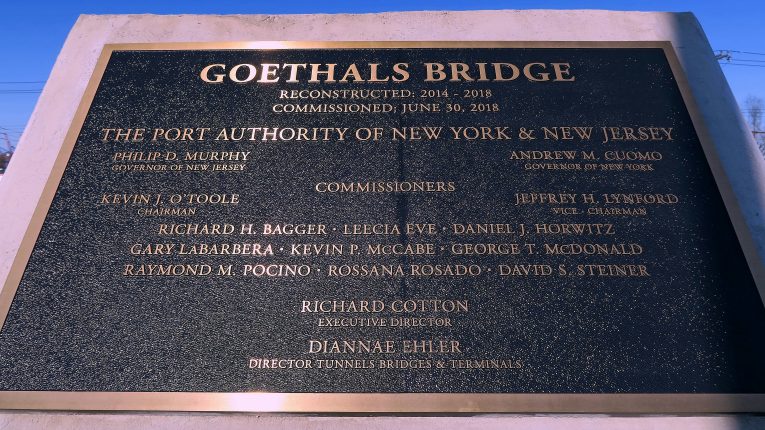 GOETHALS BRIDGE
RECONSTRUCTED: 2014 - 2018
COMMISSIONED; JUNE 30, 2018
THE PORT AUTHORITY OF NEW YORK & NEW JERSEY
PHILIP D. MURPHY ANDREW M. CUOMO
GOVERNOR OF NEW JERSEY GOVERNOR OF NEW YORK
COMMISSIONERS
KEVIN J. O'TOOLE JEFFREY H. LYNFORD
CHAIRMAN VICE - CHAIRMAN
RICHARD H. BAGGER · LEECIA EVE · DANIEL J. HORWITZ
GARY LABARBERA · KEVIN P. McCABE · GEORGE T. McDONALD
RAYMOND M. POCINO · ROSSANA ROSADO · DAVID S. STEINER
RICHARD COTTON
EXECUTIVE DIRECTOR
DIANNAE EHLER
DIRECTOR TUNNELS BRIDGES & TERMINALS